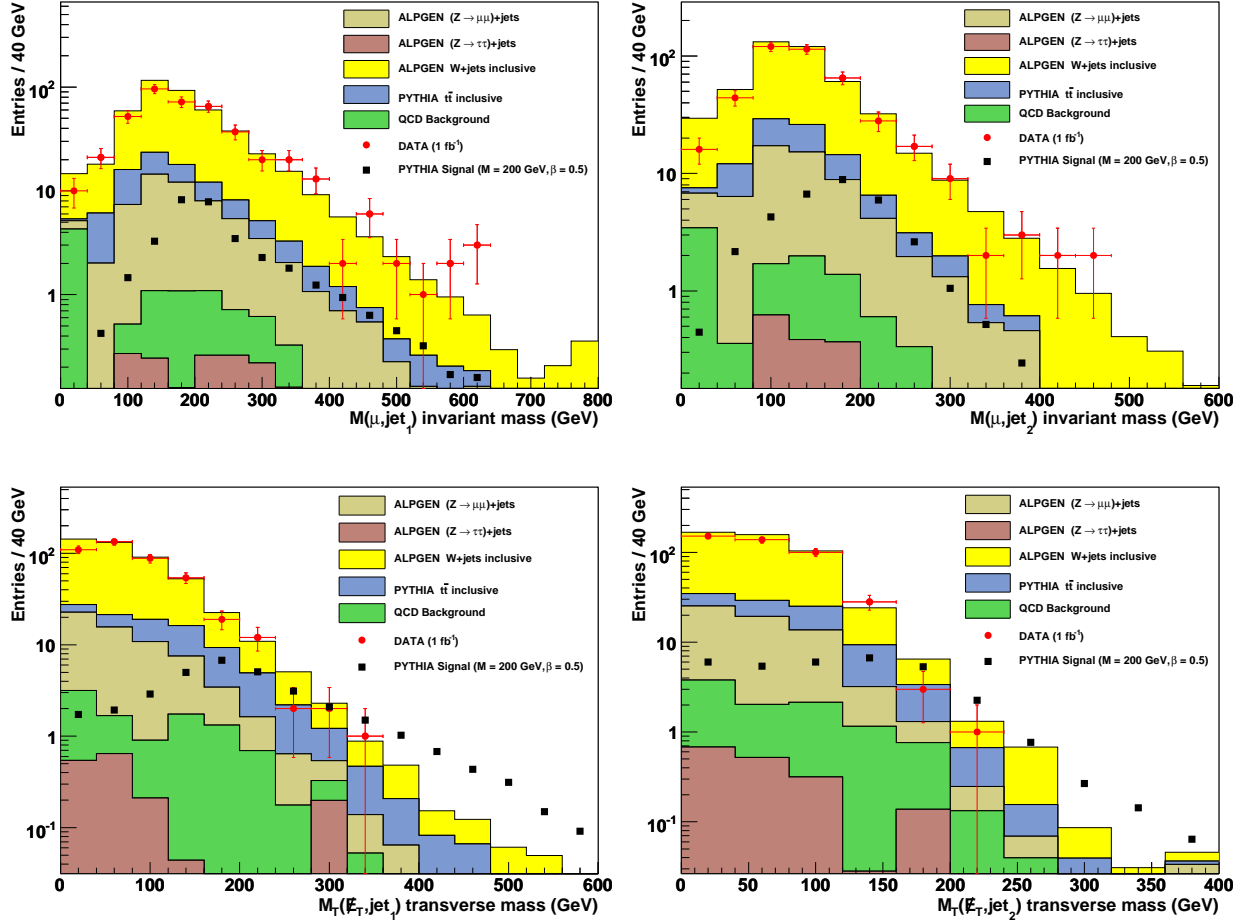 Entries / 40 GeV
10²
10
1
ALPGEN (Z → μμ)+jets
ALPGEN (Z → ττ)+jets
ALPGEN W+jets inclusive
PYTHIA tt̄ inclusive
QCD Background
DATA (1 fb⁻¹)
PYTHIA Signal (M = 200 GeV, β = 0.5)
0 100 200 300 400 500 600 700 800
M(μ,jet₁) invariant mass (GeV)
Entries / 40 GeV
10²
10
1
ALPGEN (Z → μμ)+jets
ALPGEN (Z → ττ)+jets
ALPGEN W+jets inclusive
PYTHIA tt̄ inclusive
QCD Background
DATA (1 fb⁻¹)
PYTHIA Signal (M = 200 GeV, β = 0.5)
0 100 200 300 400 500 600
M(μ,jet₂) invariant mass (GeV)
Entries / 40 GeV
10²
10
1
10⁻¹
ALPGEN (Z → μμ)+jets
ALPGEN (Z → ττ)+jets
ALPGEN W+jets inclusive
PYTHIA tt̄ inclusive
QCD Background
DATA (1 fb⁻¹)
PYTHIA Signal (M = 200 GeV, β = 0.5)
0 100 200 300 400 500 600
M_T(E̸_T,jet₁) transverse mass (GeV)
Entries / 40 GeV
10²
10
1
10⁻¹
ALPGEN (Z → μμ)+jets
ALPGEN (Z → ττ)+jets
ALPGEN W+jets inclusive
PYTHIA tt̄ inclusive
QCD Background
DATA (1 fb⁻¹)
PYTHIA Signal (M = 200 GeV, β = 0.5)
0 50 100 150 200 250 300 350 400
M_T(E̸_T,jet₂) transverse mass (GeV)